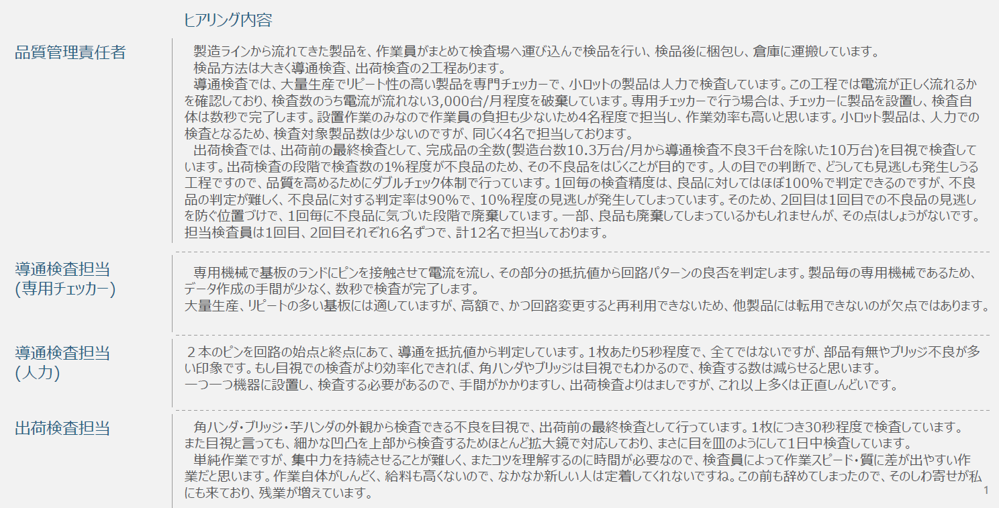 ヒアリング内容
品質管理責任者
製造ラインから流れてきた製品を、作業員がまとめて検査場へ運び込んで検品を行い、検品後に梱包し、倉庫に運搬しています。
検品方法は大きく導通検査、出荷検査の2工程あります。
導通検査では、大量生産でリピート性の高い製品を専門チェッカーで、小ロットの製品は人力で検査しています。この工程では電流が正しく流れるか
を確認しており、検査数のうち電流が流れない3,000台/月程度を破棄しています。専用チェッカーで行う場合は、チェッカーに製品を設置し、検査自
体は数秒で完了します。設置作業のみなので作業員の負担も少ないため4名程度で担当し、作業効率も高いと思います。小ロット製品は、人力での
検査となるため、検査対象製品数は少ないのですが、同じく4名で担当しております。
出荷検査では、出荷前の最終検査として、完成品の全数(製造台数10.3万台/月から導通検査不良3千台を除いた10万台)を目視で検査して
います。出荷検査の段階で検査数の1%程度が不良品のため、その不良品をはじくことが目的です。人の目での判断で、どうしても見逃しも発生しうる
工程ですので、品質を高めるためにダブルチェック体制で行っています。1回毎の検査精度は、良品に対してはほぼ100%で判定できるのですが、不良
品の判定が難しく、不良品に対する判定率は90%で、10%程度の見逃しが発生してしまっています。そのため、2回目は1回目での不良品の見逃し
を防ぐ位置づけで、1回毎に不良品に気づいた段階で廃棄しています。一部、良品も廃棄してしまっているかもしれませんが、その点はしょうがないです。
担当検査員は1回目、2回目それぞれ6名ずつで、計12名で担当しております。
導通検査担当
(専用チェッカー)
専用機械で基板のランドにピンを接触させて電流を流し、その部分の抵抗値から回路パターンの良否を判定します。製品毎の専用機械であるため、
データ作成の手間が少なく、数秒で検査が完了します。
大量生産、リピートの多い基板には適していますが、高額で、かつ回路変更すると再利用できないため、他製品には転用できないのが欠点ではあります。
導通検査担当
(人力)
２本のピンを回路の始点と終点にあて、導通を抵抗値から判定しています。1枚あたり5秒程度で、全てではないですが、部品有無やブリッジ不良が多
い印象です。もし目視での検査がより効率化できれば、角ハンダやブリッジは目視でもわかるので、検査する数は減らせると思います。
一つ一つ機器に設置し、検査する必要があるので、手間がかかりますし、出荷検査よりはましですが、これ以上多くは正直しんどいです。
出荷検査担当
角ハンダ・ブリッジ・芋ハンダの外観から検査できる不良を目視で、出荷前の最終検査として行っています。1枚につき30秒程度で検査しています。
また目視と言っても、細かな凹凸を上部から検査するためほとんど拡大鏡で対応しており、まさに目を皿のようにして1日中検査しています。
単純作業ですが、集中力を持続させることが難しく、またコツを理解するのに時間が必要なので、検査員によって作業スピード・質に差が出やすい作
業だと思います。作業自体がしんどく、給料も高くないので、なかなか新しい人は定着してくれないですね。この前も辞めてしまったので、そのしわ寄せが私
にも来ており、残業が増えています。
1